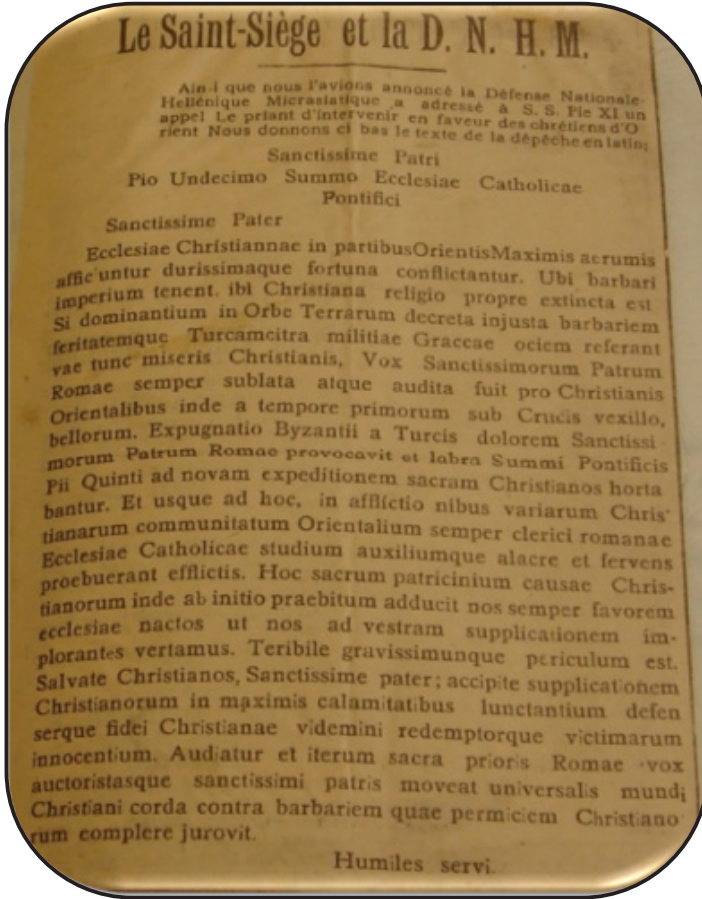 Le Saint-Siège et la D. N. H. M.
Ain i que nous l'avions annoncé la Défense Nationale
Hellénique Micrasiatique a adressé à S. S. Pie XI un
appel Le priant d'intervenir en faveur des chrétiens d'O
rient Nous donnons ci bas le texte de la dépêche en latin;
Sanctissime Patri
Pio Undecimo Summo Ecclesiae Catholicae
Pontifici
Sanctissime Pater
Ecclesiae Christiannae in partibusOrientisMaximis aerumis
affic untur durissimaque fortuna conflictantur. Ubi barbari
imperium tenent, ibi Christiana religio propre extincta est
Si dominantium in Orbe Terrarum decreta injusta barbariem
feritatemque Turcamcitra militiae Graecae ociem referant
vae tunc miseris Christianis, Vox Sanctissimorum Patrum
Romae semper sublata atque audita fuit pro Christianis
Orientalibus inde a tempore primorum sub Crucis vexillo,
bellorum. Expugnatio Byzantii a Turcis dolorem Sanctissi
morum Patrum Romae provocavit et labra Summi Pontificis
Pii Quinti ad novam expeditionem sacram Christianos horta
bantur. Et usque ad hoc, in afflictio nibus variarum Chris'
tianarum communitatum Orientalium semper clerici romanae
Ecclesiae Catholicae studium auxiliumque alacre et fervens
proebuerant efflictis. Hoc sacrum patricinium causae Chris-
tianorum inde ab initio praebitum adducit nos semper favorem
ecclesiae nactos ut nos ad vestram supplicationem im-
plorantes vertamus. Teribile gravissimunque periculum est.
Salvate Christianos, Sanctissime pater; accipite supplicationem
Christianorum in maximis calamitatibus lunctantium defen
serque fidei Christianae videmini redemptorque victimarum
innocentium. Audiatur et iterum sacra prioris Romae vox
auctoristasque sanctissimi patris moveat universalis mundi
Christiani corda contra barbariem quae permiciem Christiano
rum complere jurovit.
Humiles servi.